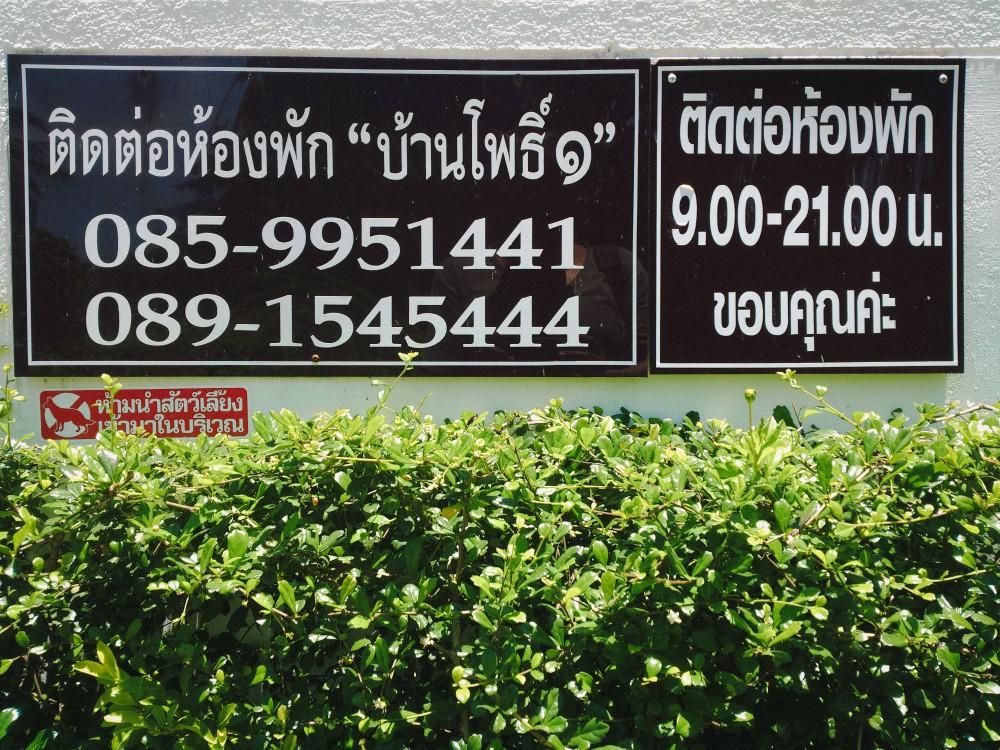 ติดต่อห้องพัก “บ้านโพธิ์ ๑”
085-9951441
089-1545444
ติดต่อห้องพัก
9.00-21.00 น.
ขอบคุณค่ะ
ห้ามนำสัตว์เลี้ยง
เข้ามาในบริเวณ